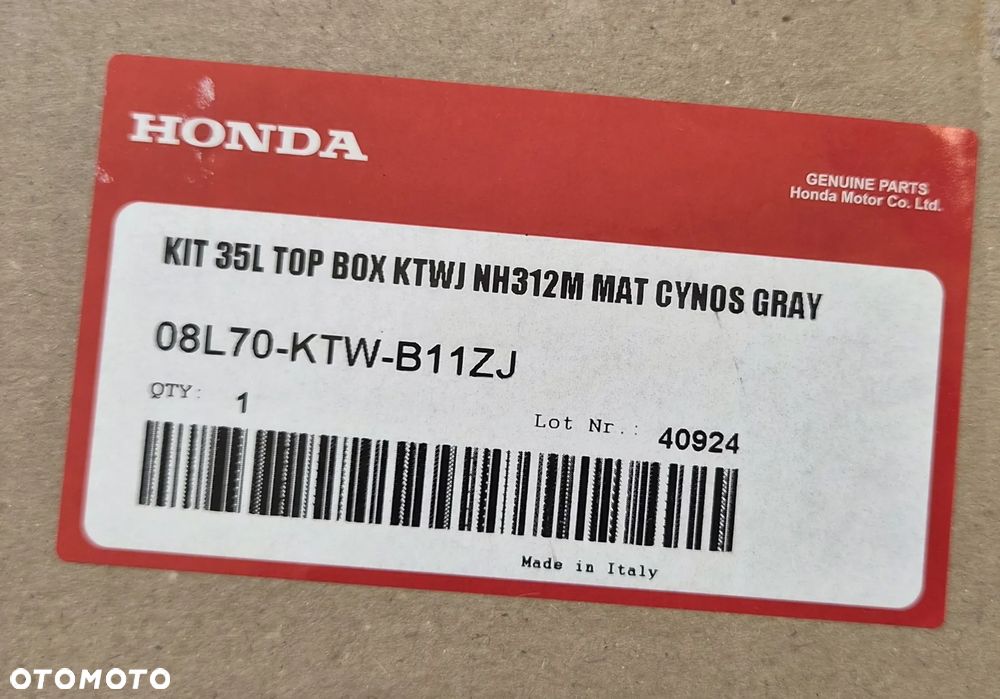 HONDA
GENUINE PARTS
Honda Motor Co. Ltd.
KIT 35L TOP BOX KTWJ NH312M MAT CYNOS GRAY
08L70-KTW-B11ZJ
QTY: 1
Lot Nr.: 40924
Made in Italy
OTOMOTO